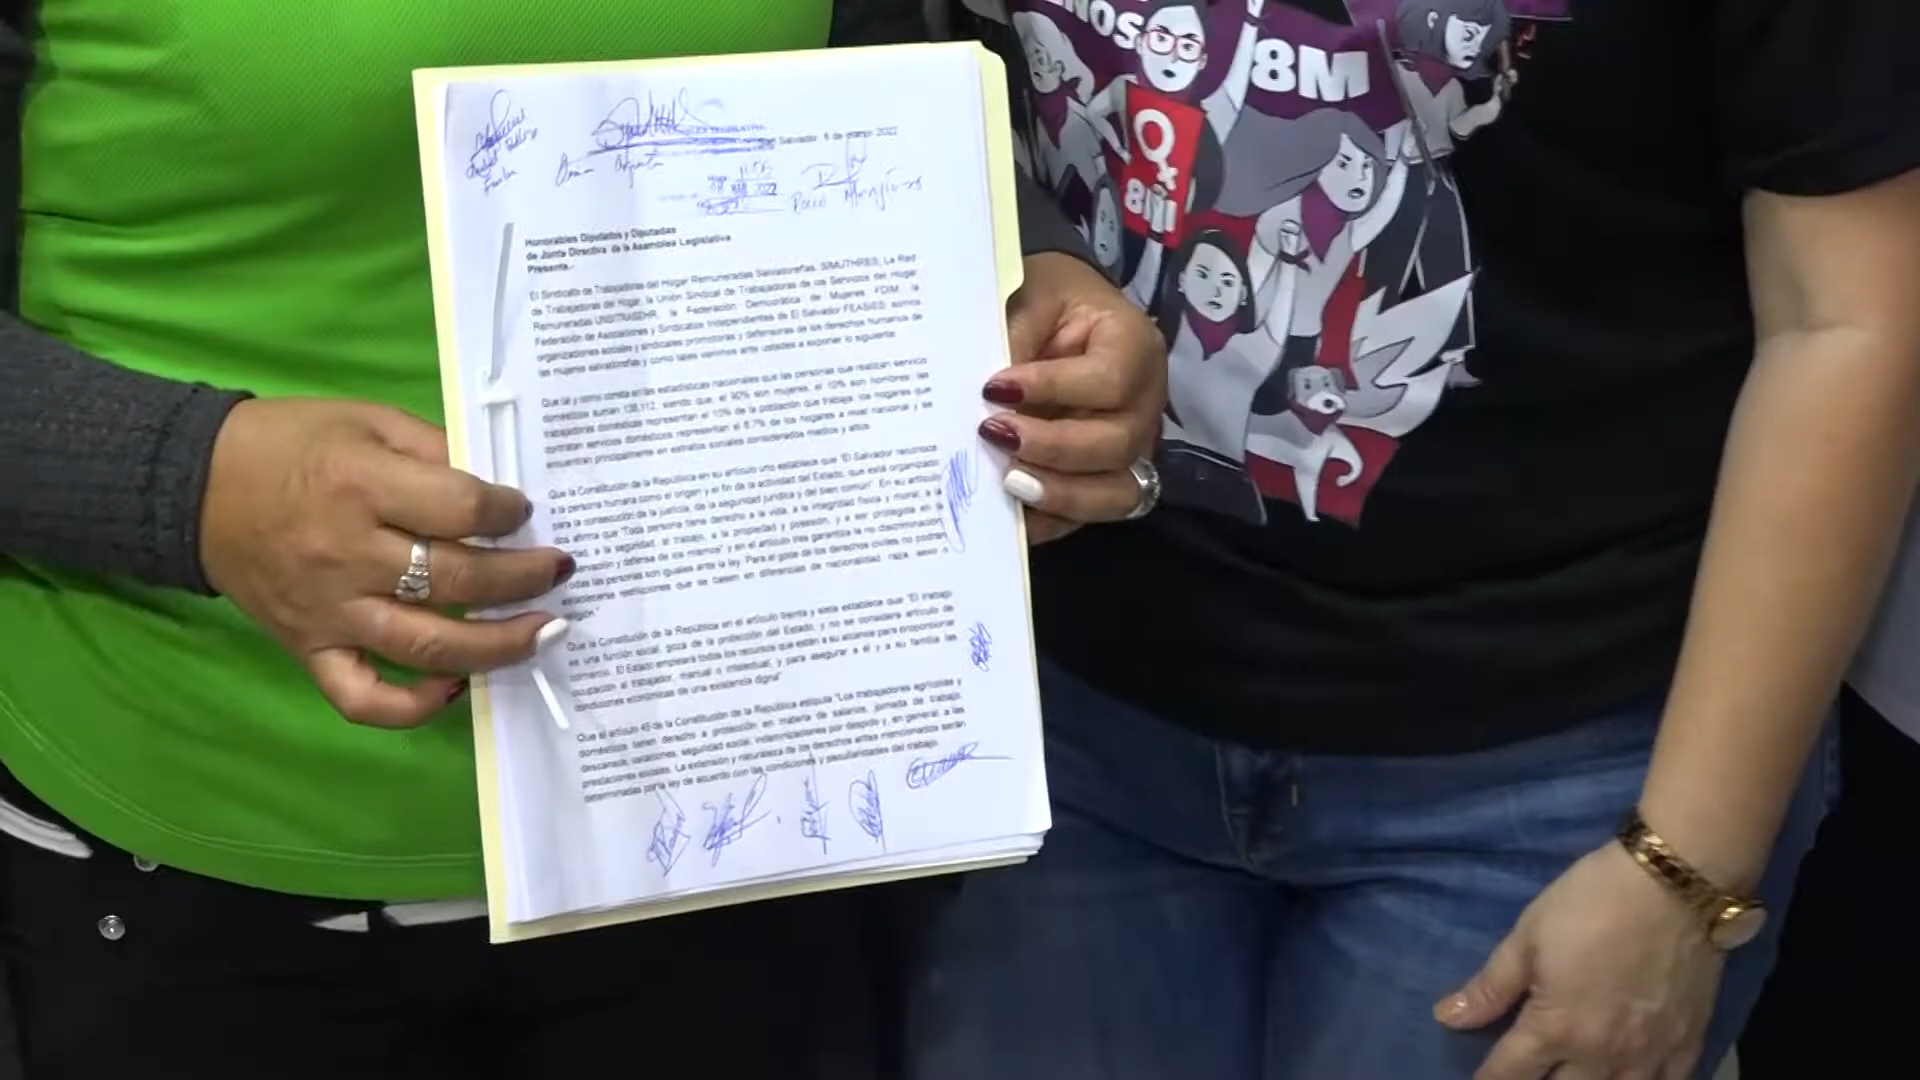 8M
8M
Salvador, 8 de marzo 2022
Hora 11:06
08 MAR 2022
Honorables Diputados y Diputadas
de Junta Directiva de la Asamblea Legislativa
Presente.-
El Sindicato de Trabajadoras del Hogar Remuneradas Salvadoreñas, SIMUTHRES, La Red
de Trabajadoras del Hogar, la Unión Sindical de Trabajadoras de los Servicios del Hogar
Remuneradas UNSITRASEHR, la Federación Democrática de Mujeres FDIM, la
Federación de Asociaciones y Sindicatos Independientes de El Salvador FEASIES; somos
organizaciones sociales y sindicales promotoras y defensoras de los derechos humanos de
las mujeres salvadoreñas y como tales venimos ante ustedes a exponer lo siguiente:
Que tal y como consta en las estadísticas nacionales que las personas que realizan servicio
doméstico suman 138,112, siendo que, el 90% son mujeres, el 10% son hombres; las
trabajadoras domésticas representan el 10% de la población que trabaja; los hogares que
contratan servicios domésticos representan el 6.7% de los hogares a nivel nacional y se
encuentran principalmente en estratos sociales considerados medios y altos.
Que la Constitución de la República en su artículo uno establece que "El Salvador reconoce
a la persona humana como el origen y el fin de la actividad del Estado, que está organizado
para la consecución de la justicia, de la seguridad jurídica y del bien común". En su artículo
dos afirma que "Toda persona tiene derecho a la vida, a la integridad física y moral, a la
a la seguridad, al trabajo, a la propiedad y posesión, y a ser protegida en la
y defensa de los mismos" y en el artículo tres garantiza la no discriminación
Todas las personas son iguales ante la ley. Para el goce de los derechos civiles no podrán
establecerse restricciones que se basen en diferencias de nacionalidad, raza, sexo o
Que la Constitución de la República en el artículo treinta y siete establece que "El trabajo
es una función social, goza de la protección del Estado, y no se considera artículo de
comercio. El Estado empleará todos los recursos que estén a su alcance para proporcionar
ocupación al trabajador, manual o intelectual, y para asegurar a él y a su familia las
condiciones económicas de una existencia digna"
Que el artículo 45 de la Constitución de la República estipula "Los trabajadores agrícolas y
domésticos tienen derecho a protección en materia de salarios, jornada de trabajo,
descansos, vacaciones, seguridad social, indemnizaciones por despido y, en general, a las
prestaciones sociales. La extensión y naturaleza de los derechos antes mencionados serán
determinadas por la ley de acuerdo con las condiciones y peculiaridades del trabajo.